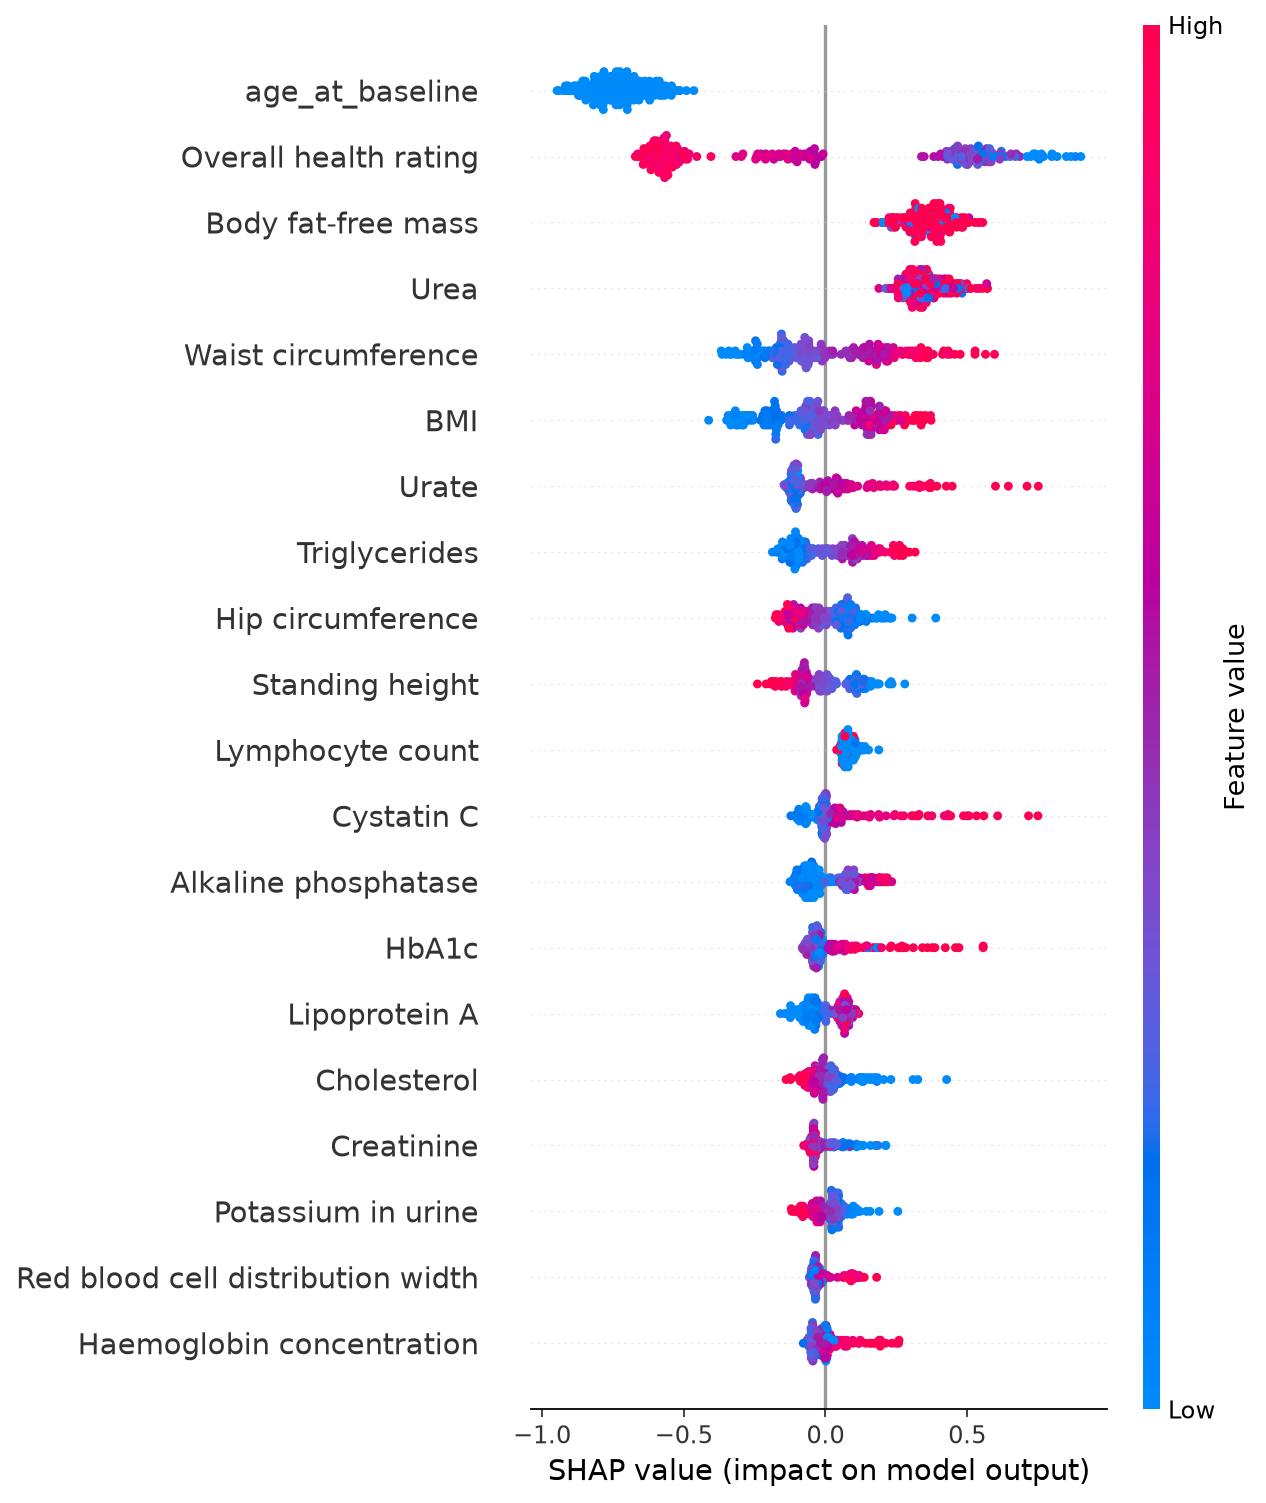 High
age_at_baseline
Overall health rating
Body fat-free mass
Urea
Waist circumference
BMI
Urate
Triglycerides
Hip circumference
Standing height
Lymphocyte count
Cystatin C
Alkaline phosphatase
HbA1c
Lipoprotein A
Cholesterol
Creatinine
Potassium in urine
Red blood cell distribution width
Haemoglobin concentration
Feature value
Low
−1.0 −0.5 0.0 0.5
SHAP value (impact on model output)